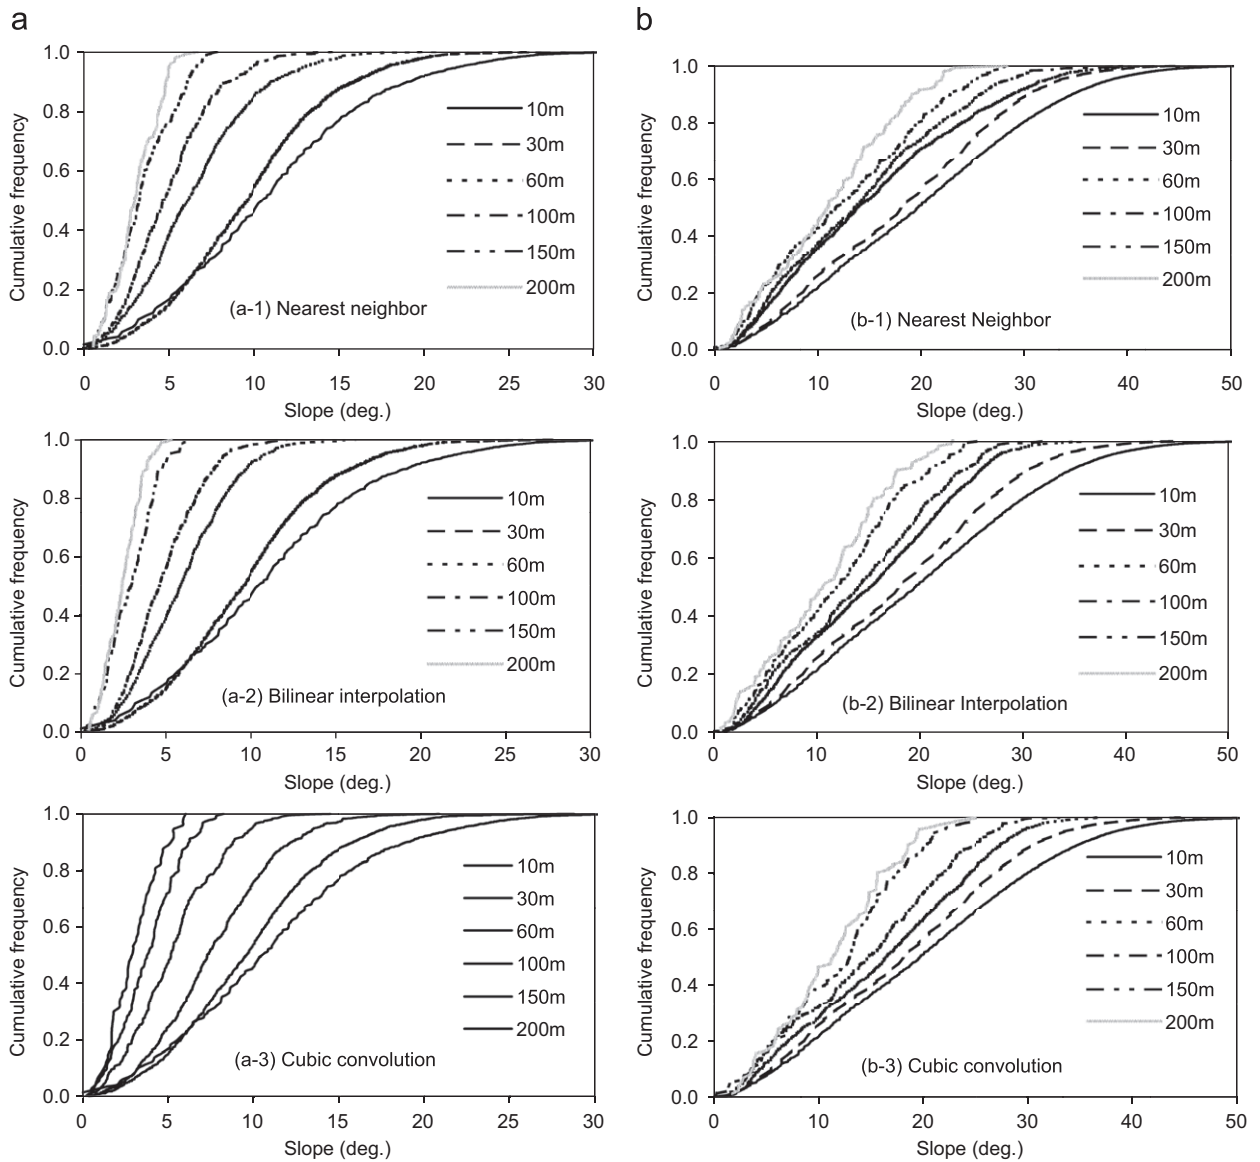 a
1.0
0.8
0.6
0.4
0.2
0.0
Cumulative frequency
10m
30m
60m
100m
150m
200m
(a-1) Nearest neighbor
0 5 10 15 20 25 30
Slope (deg.)
b
1.0
0.8
0.6
0.4
0.2
0.0
Cumulative frequency
10m
30m
60m
100m
150m
200m
(b-1) Nearest Neighbor
0 10 20 30 40 50
Slope (deg.)
1.0
0.8
0.6
0.4
0.2
0.0
Cumulative frequency
10m
30m
60m
100m
150m
200m
(a-2) Bilinear interpolation
0 5 10 15 20 25 30
Slope (deg.)
1.0
0.8
0.6
0.4
0.2
0.0
Cumulative frequency
10m
30m
60m
100m
150m
200m
(b-2) Bilinear Interpolation
0 10 20 30 40 50
Slope (deg.)
1.0
0.8
0.6
0.4
0.2
0.0
Cumulative frequency
10m
30m
60m
100m
150m
200m
(a-3) Cubic convolution
0 5 10 15 20 25 30
Slope (deg.)
1.0
0.8
0.6
0.4
0.2
0.0
Cumulative frequency
10m
30m
60m
100m
150m
200m
(b-3) Cubic convolution
0 10 20 30 40 50
Slope (deg.)